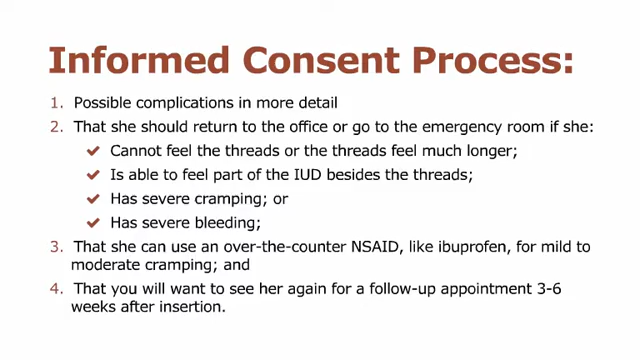 Informed Consent Process:
1. Possible complications in more detail
2. That she should return to the office or go to the emergency room if she:
✔ Cannot feel the threads or the threads feel much longer;
✔ Is able to feel part of the IUD besides the threads;
✔ Has severe cramping; or
✔ Has severe bleeding;
3. That she can use an over-the-counter NSAID, like ibuprofen, for mild to
moderate cramping; and
4. That you will want to see her again for a follow-up appointment 3-6
weeks after insertion.